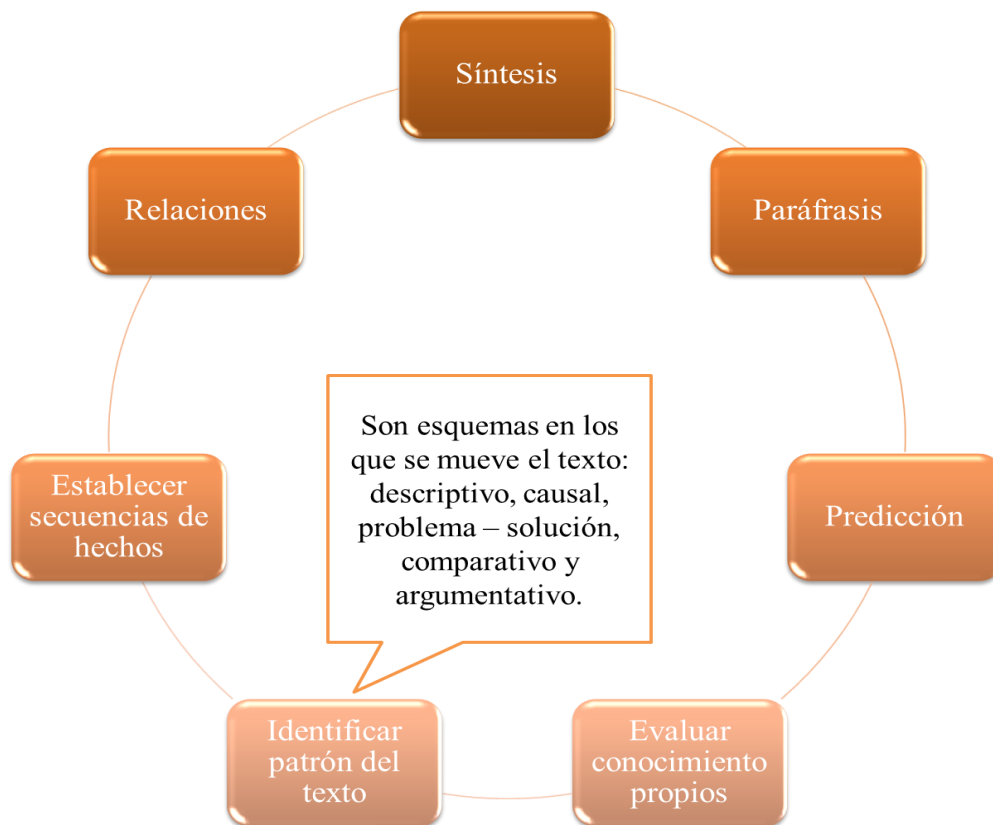 Síntesis
Paráfrasis
Predicción
Evaluar
conocimiento
propios
Identificar
patrón del
texto
Establecer
secuencias de
hechos
Relaciones
Son esquemas en los
que se mueve el texto:
descriptivo, causal,
problema – solución,
comparativo y
argumentativo.